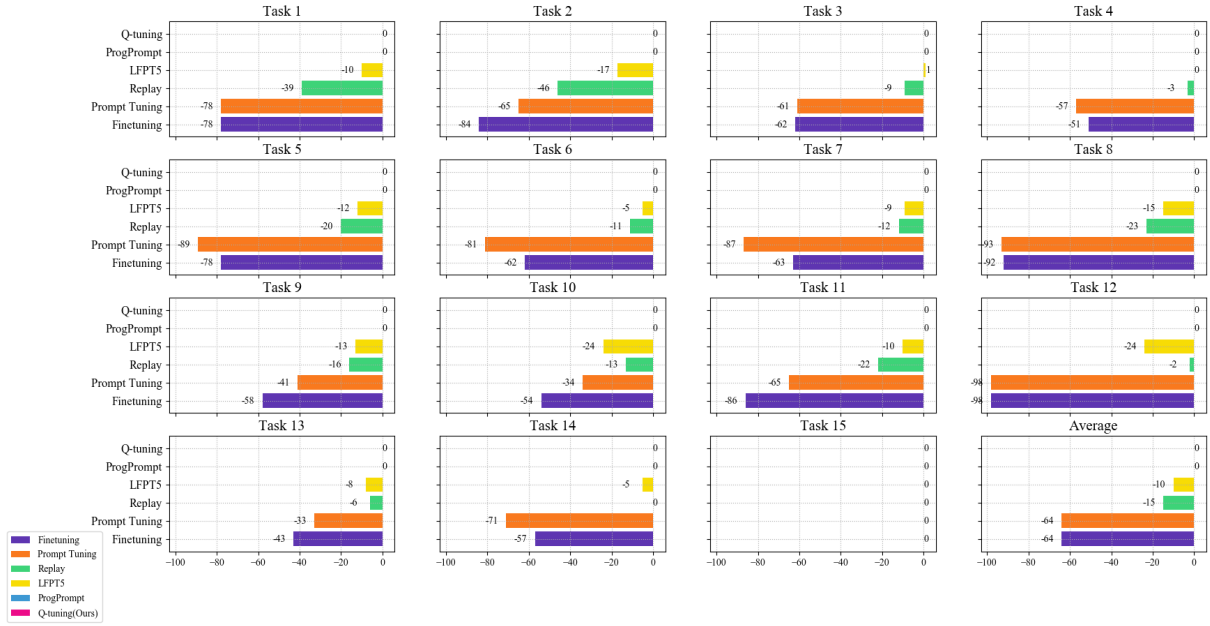 Task 1
Task 2
Task 3
Task 4
Q-tuning
ProgPrompt
LFPT5
Replay
Prompt Tuning
Finetuning
0
0
-10
-39
-78
-78
0
0
-17
-46
-65
-84
0
0
1
-9
-61
-62
0
0
0
-3
-57
-51
Task 5
Task 6
Task 7
Task 8
Q-tuning
ProgPrompt
LFPT5
Replay
Prompt Tuning
Finetuning
0
0
-12
-20
-89
-78
0
0
-5
-11
-81
-62
0
0
-9
-12
-87
-63
0
0
-15
-23
-93
-92
Task 9
Task 10
Task 11
Task 12
Q-tuning
ProgPrompt
LFPT5
Replay
Prompt Tuning
Finetuning
0
0
-13
-16
-41
-58
0
0
-24
-13
-34
-54
0
0
-10
-22
-65
-86
0
0
-24
-2
-98
-98
Task 13
Task 14
Task 15
Average
Q-tuning
ProgPrompt
LFPT5
Replay
Prompt Tuning
Finetuning
0
0
-8
-6
-33
-43
0
0
-5
0
-71
-57
0
0
0
0
0
0
0
0
-10
-15
-64
-64
−100 −80 −60 −40 −20 0
−100 −80 −60 −40 −20 0
−100 −80 −60 −40 −20 0
−100 −80 −60 −40 −20 0
Finetuning
Prompt Tuning
Replay
LFPT5
ProgPrompt
Q-tuning(Ours)